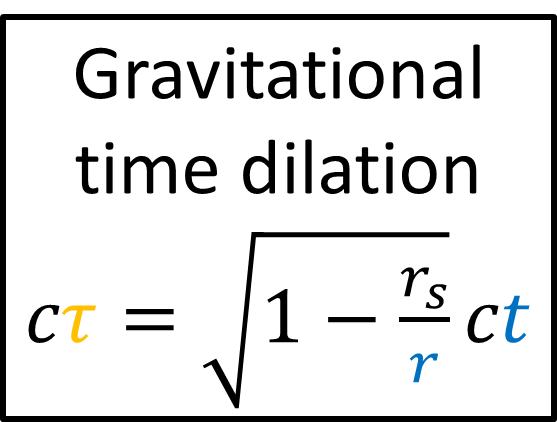 Gravitational
time dilation
cτ = √(1 − r_s/r) ct